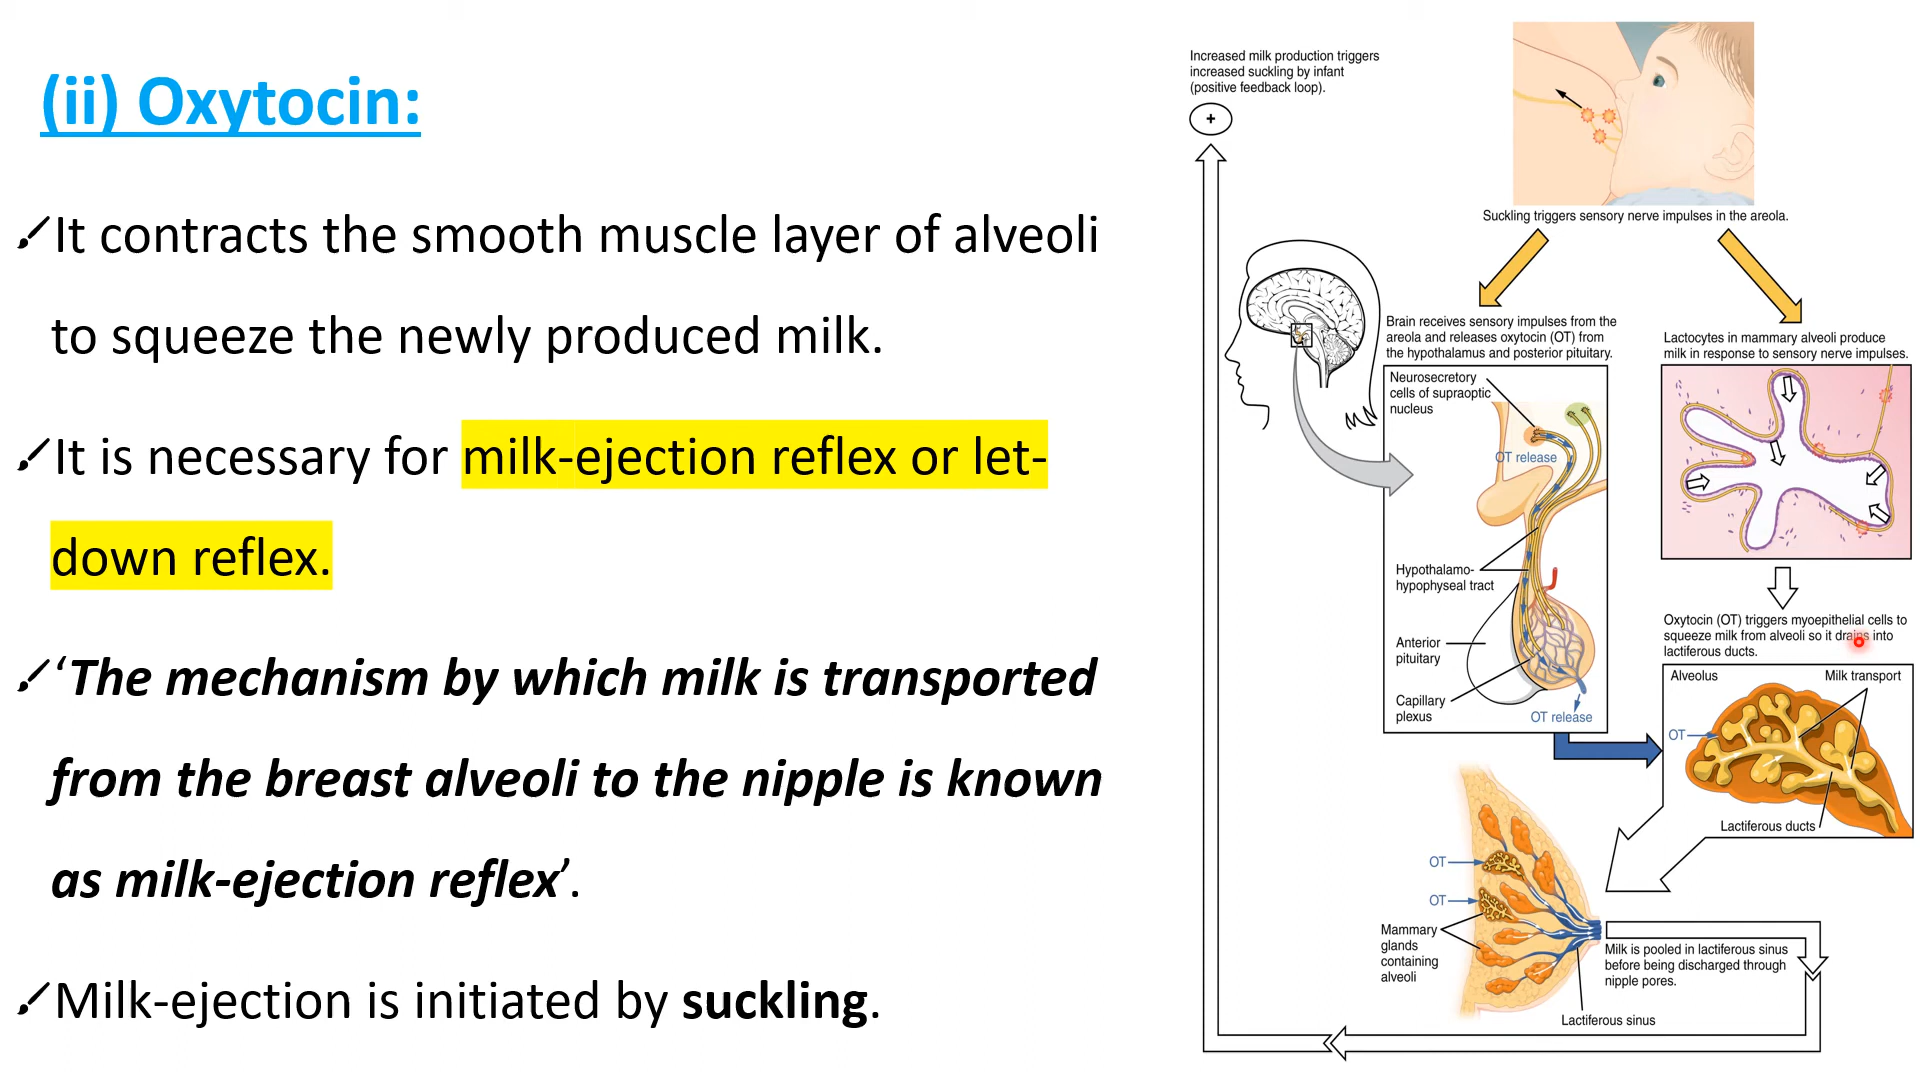 (ii) Oxytocin:
It contracts the smooth muscle layer of alveoli
to squeeze the newly produced milk.
It is necessary for milk-ejection reflex or let-
down reflex.
‘The mechanism by which milk is transported
from the breast alveoli to the nipple is known
as milk-ejection reflex’.
Milk-ejection is initiated by suckling.
Increased milk production triggers
increased suckling by infant
(positive feedback loop).
+
Suckling triggers sensory nerve impulses in the areola.
Brain receives sensory impulses from the
areola and releases oxytocin (OT) from
the hypothalamus and posterior pituitary.
Neurosecretory
cells of supraoptic
nucleus
OT release
Hypothalamo-
hypophyseal tract
Anterior
pituitary
Capillary
plexus
OT release
Lactocytes in mammary alveoli produce
milk in response to sensory nerve impulses.
Oxytocin (OT) triggers myoepithelial cells to
squeeze milk from alveoli so it drains into
lactiferous ducts.
Alveolus
Milk transport
OT
Lactiferous ducts
OT
OT
Mammary
glands
containing
alveoli
Milk is pooled in lactiferous sinus
before being discharged through
nipple pores.
Lactiferous sinus